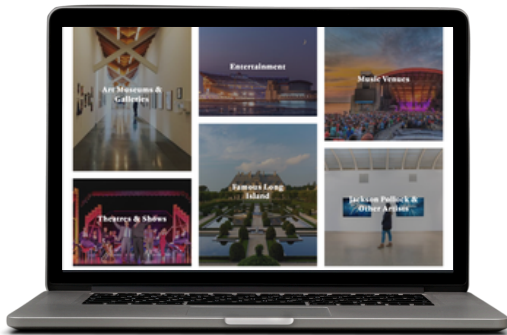 Art Museums &
Galleries
Entertainment
Music Venues
Theatres & Shows
Famous Long
Island
Jackson Pollock &
Other Artists